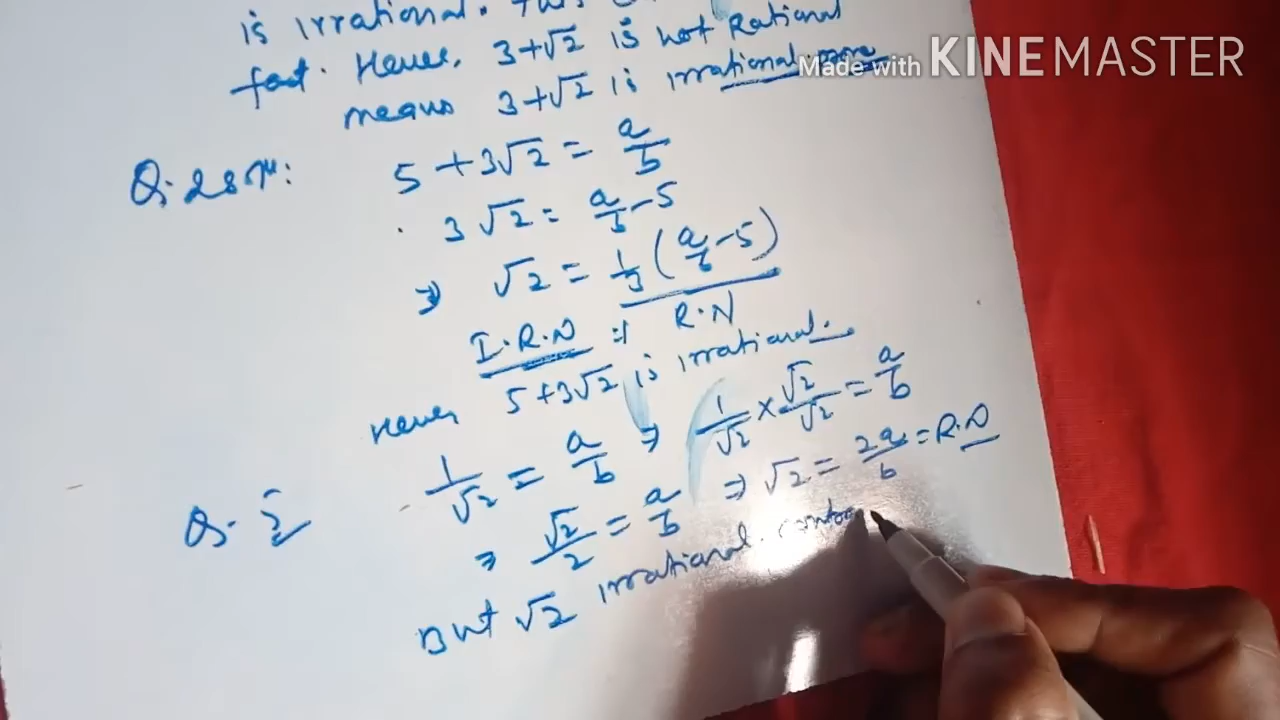 is irrational.
fact. Hence, 3+√2 is not Rational
means 3+√2 is irrational.
Made with KINEMASTER
5 + 3√2 = a/b
3√2 = a/b - 5
⇒ √2 = 1/3 (a/b - 5)
I.R.N ≠ R.N
Hence 5+3√2 is irrational.
Q. 1/√2 = a/b ⇒ 1/√2 × √2/√2 = a/b
⇒ √2/2 = a/b ⇒ √2 = 2a/b = R.N
But √2 irrational.